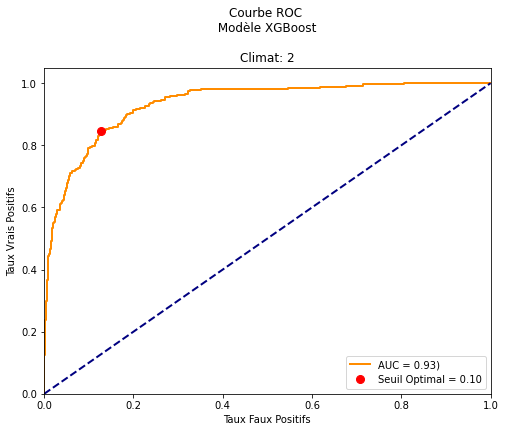 Courbe ROC
Modèle XGBoost
Climat: 2
1.0
0.8
0.6
0.4
0.2
0.0
Taux Vrais Positifs
0.0
0.2
0.4
0.6
0.8
1.0
Taux Faux Positifs
AUC = 0.93)
Seuil Optimal = 0.10